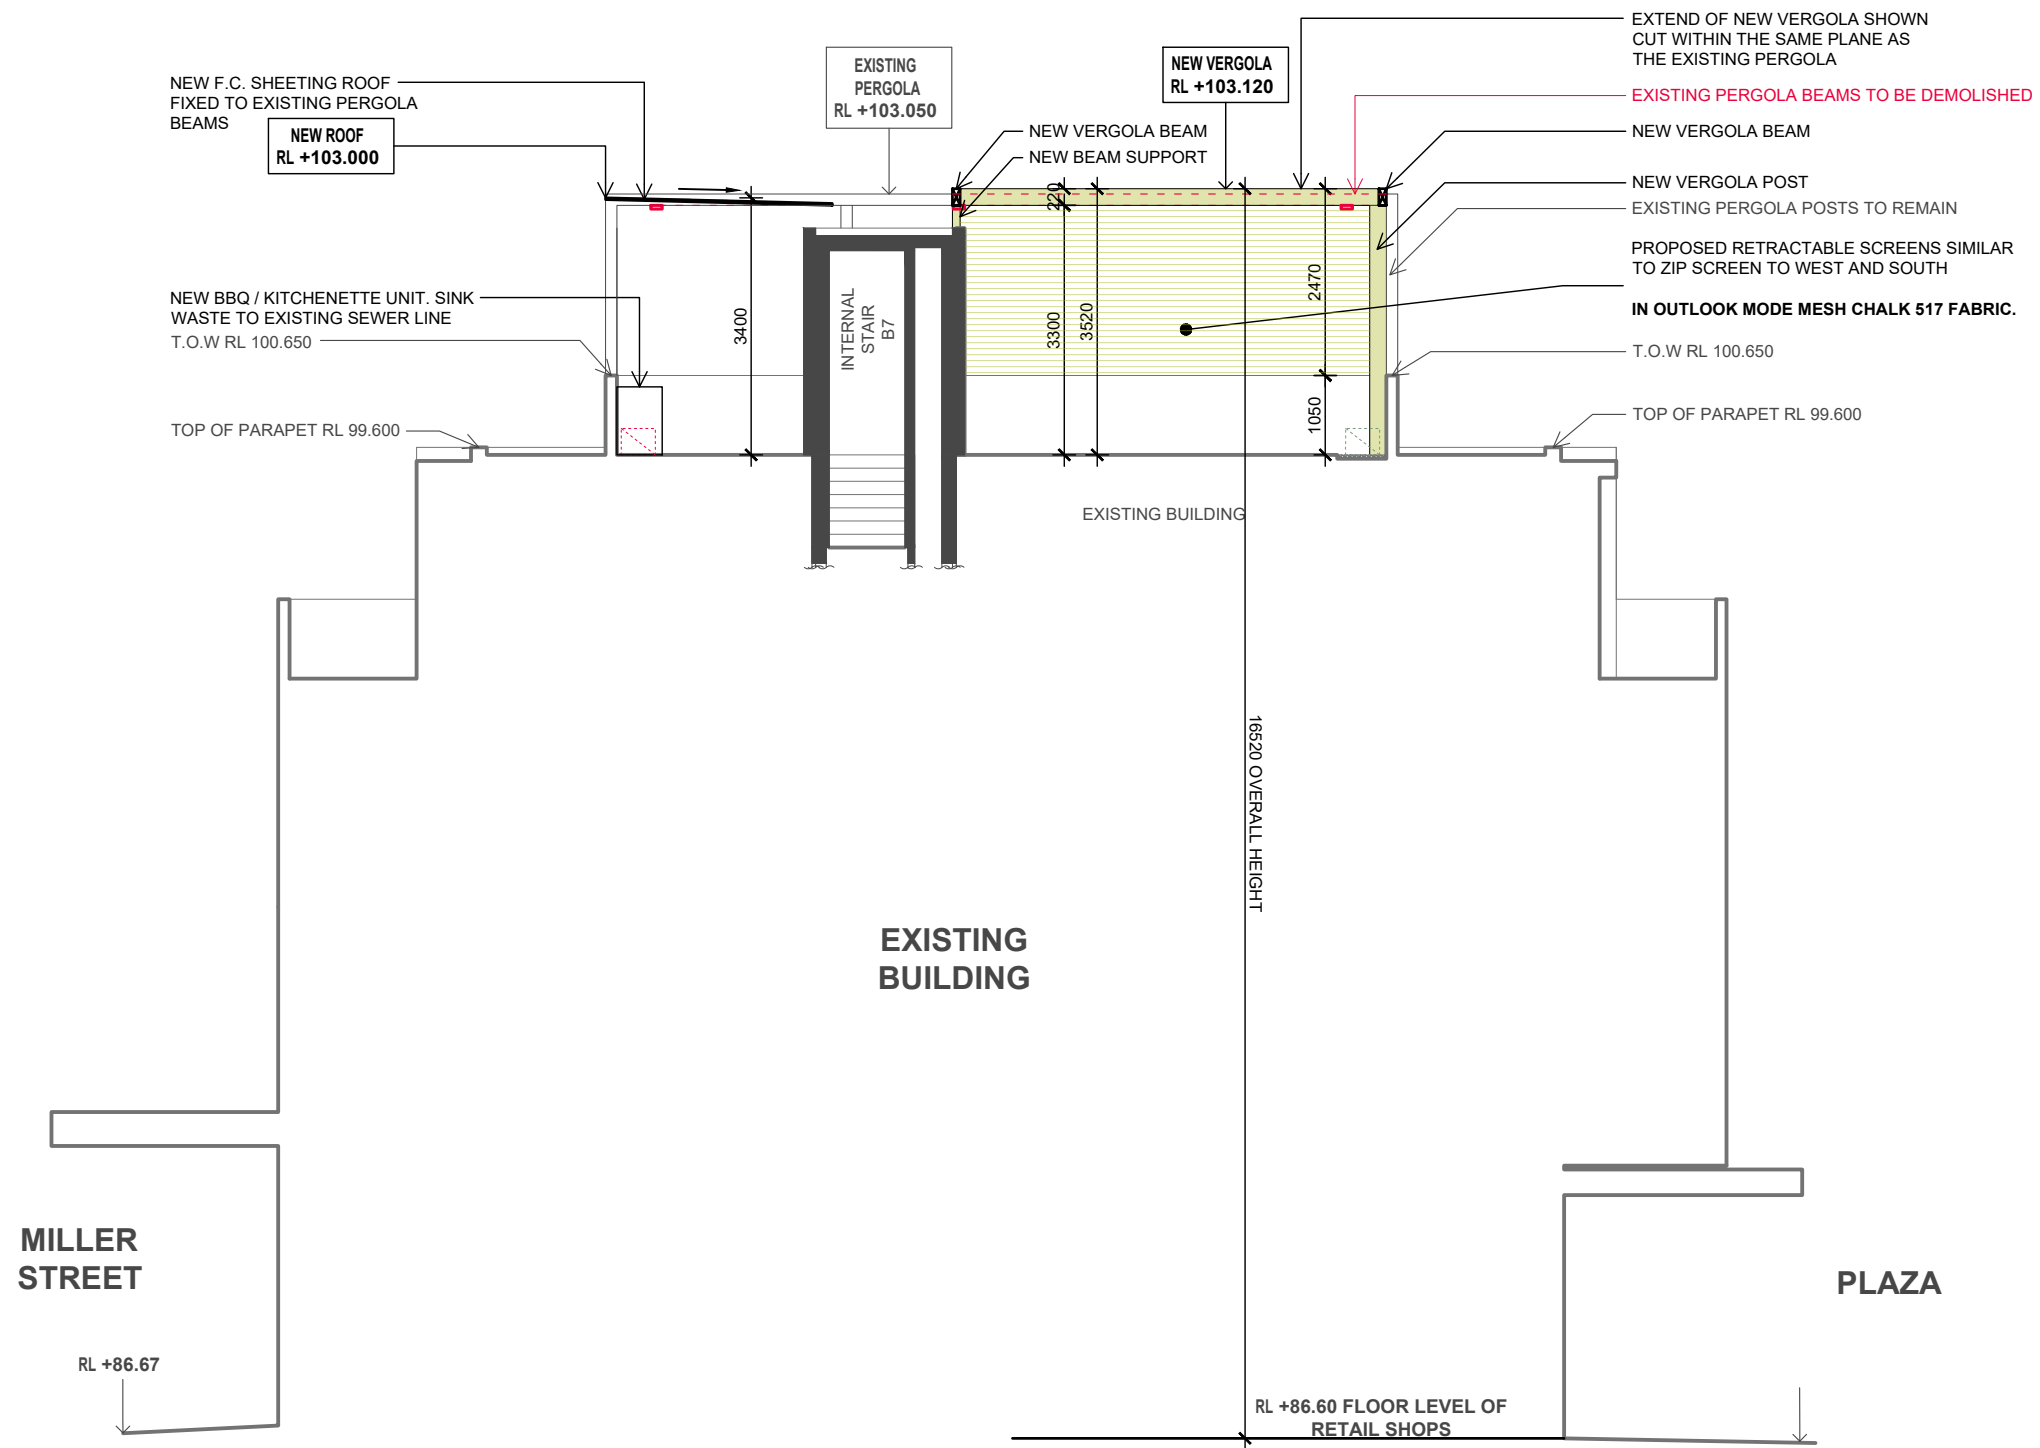 EXTEND OF NEW VERGOLA SHOWN
CUT WITHIN THE SAME PLANE AS
THE EXISTING PERGOLA
EXISTING PERGOLA BEAMS TO BE DEMOLISHED
NEW VERGOLA BEAM
NEW VERGOLA POST
EXISTING PERGOLA POSTS TO REMAIN
PROPOSED RETRACTABLE SCREENS SIMILAR
TO ZIP SCREEN TO WEST AND SOUTH
IN OUTLOOK MODE MESH CHALK 517 FABRIC.
T.O.W RL 100.650
TOP OF PARAPET RL 99.600
NEW VERGOLA
RL +103.120
EXISTING
PERGOLA
RL +103.050
NEW VERGOLA BEAM
NEW BEAM SUPPORT
NEW F.C. SHEETING ROOF
FIXED TO EXISTING PERGOLA
BEAMS
NEW ROOF
RL +103.000
NEW BBQ / KITCHENETTE UNIT. SINK
WASTE TO EXISTING SEWER LINE
T.O.W RL 100.650
TOP OF PARAPET RL 99.600
3400
INTERNAL
STAIR
B7
220
3300
3520
2470
1050
EXISTING BUILDING
16520 OVERALL HEIGHT
EXISTING
BUILDING
MILLER
STREET
PLAZA
RL +86.67
RL +86.60 FLOOR LEVEL OF
RETAIL SHOPS